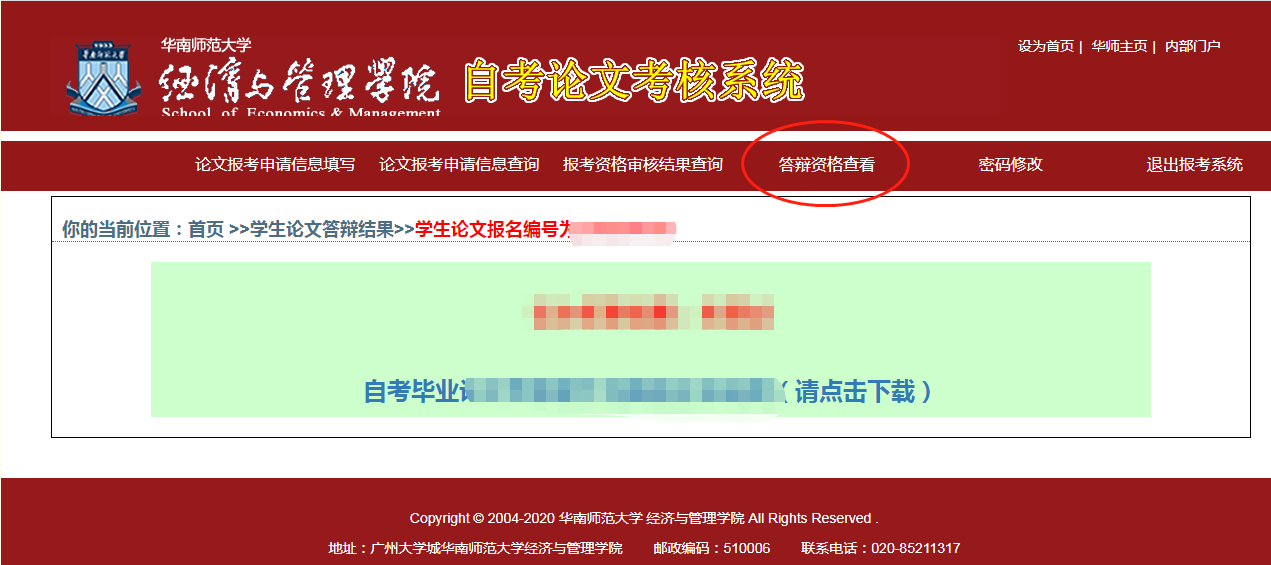 华南师范大学
经济与管理学院
School of Economics & Management
自考论文考核系统
设为首页 | 华师主页 | 内部门户
论文报考申请信息填写 论文报考申请信息查询 报考资格审核结果查询 答辩资格查看 密码修改 退出报考系统
你的当前位置：首页 >>学生论文答辩结果>>学生论文报名编号为
自考毕业 （请点击下载）
Copyright © 2004-2020 华南师范大学 经济与管理学院 All Rights Reserved .
地址：广州大学城华南师范大学经济与管理学院 邮政编码：510006 联系电话：020-85211317